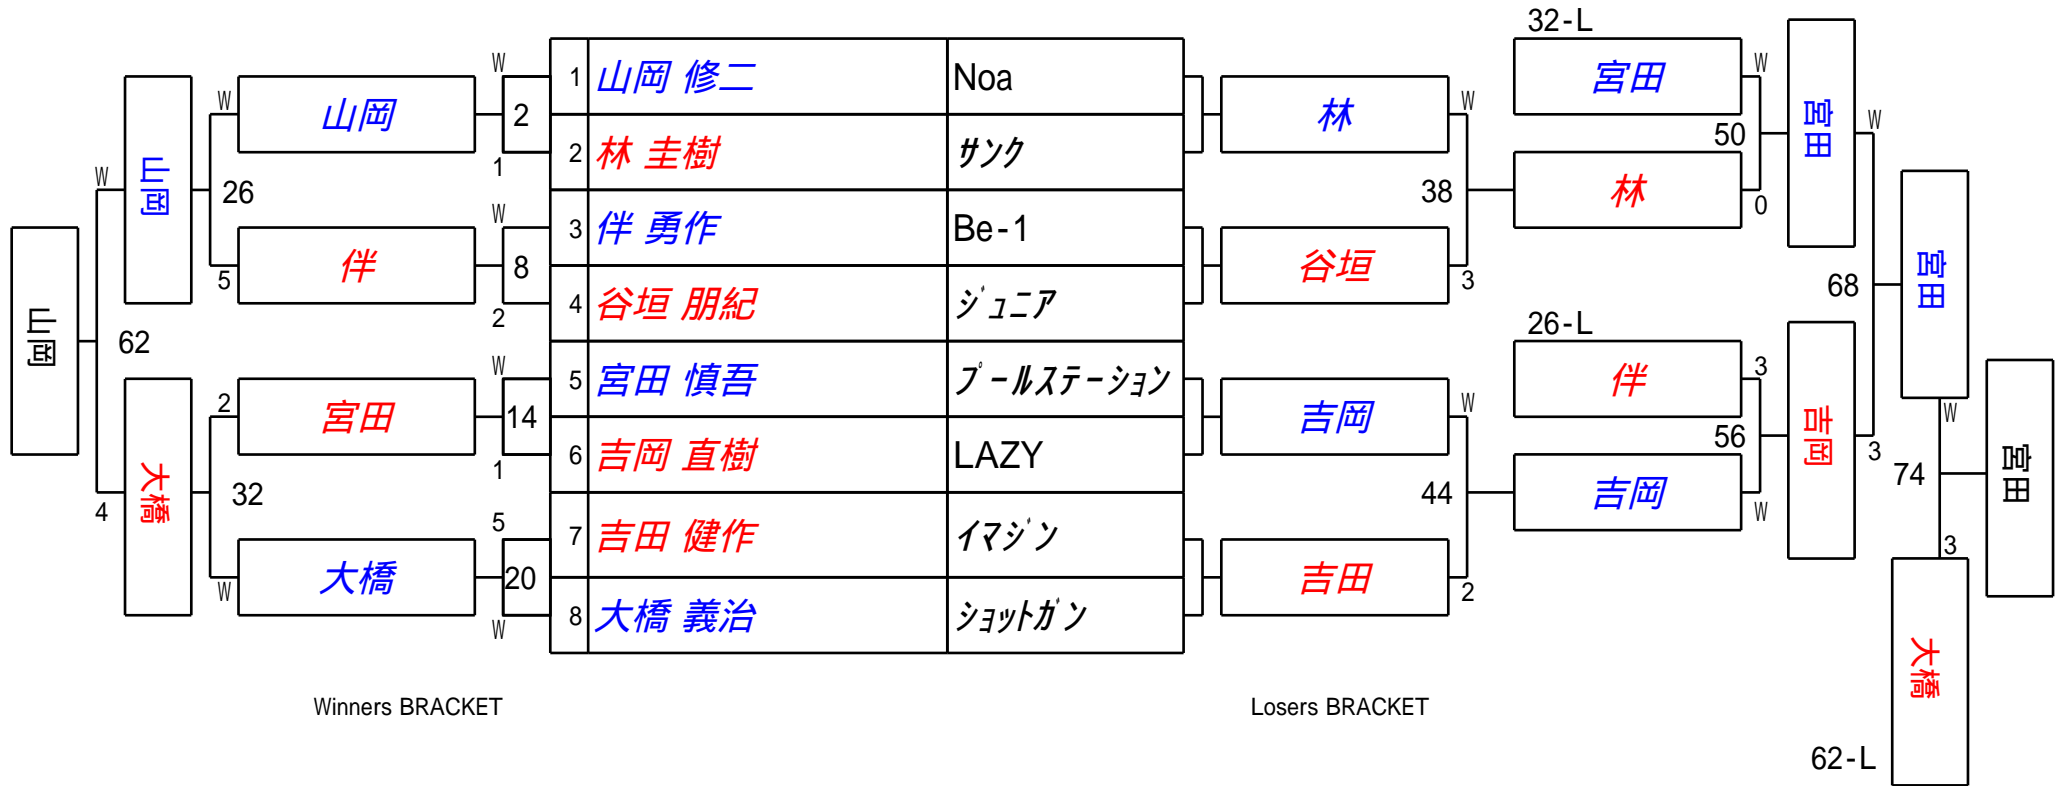 32-L
W
1 山岡 修二 Noa
W
山岡
2
林
W
宮田
W
宮田
W
2 林 圭樹 サンク
1
50
W
山岡
26
38
林
0
宮田
W
3 伴 勇作 Be-1
5
伴
8
谷垣
3
68
4 谷垣 朋紀 ジュニア
2
山岡
62
26-L
W
5 宮田 慎吾 プールステーション
2
宮田
14
吉岡
W
伴
3
吉岡
3
W
宮田
6 吉岡 直樹 LAZY
1
56
74
4
大橋
32
44
吉岡
W
5
7 吉田 健作 イマジン
3
W
大橋
20
吉田
2
8 大橋 義治 ショットガン
W
大橋
Winners BRACKET
Losers BRACKET
62-L